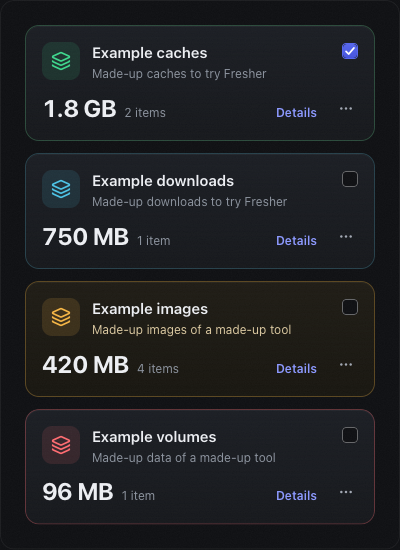 Example caches
Made-up caches to try Fresher
1.8 GB 2 items Details ···
Example downloads
Made-up downloads to try Fresher
750 MB 1 item Details ···
Example images
Made-up images of a made-up tool
420 MB 4 items Details ···
Example volumes
Made-up data of a made-up tool
96 MB 1 item Details ···